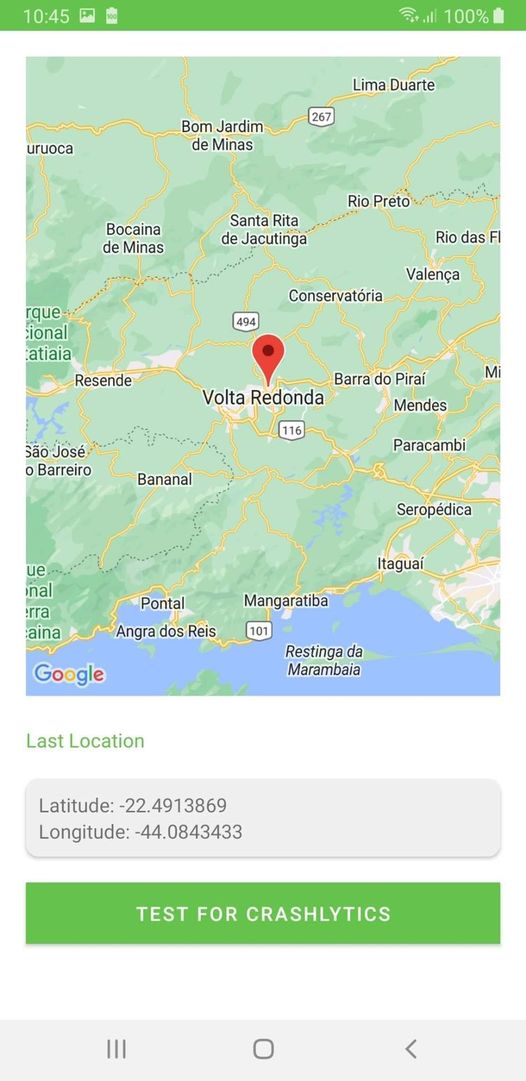 10:45
100%
Lima Duarte
267
Bom Jardim
de Minas
uruoca
Rio Preto
Santa Rita
de Jacutinga
Bocaina
de Minas
Rio das Fl
Valença
Conservatória
rque
cional
tatiaia
494
Resende
Barra do Piraí
Mi
Volta Redonda
Mendes
116
Paracambi
São José
o Barreiro
Bananal
Seropédica
Itaguaí
ue
onal
erra
caina
Pontal
Mangaratiba
Angra dos Reis
101
Restinga da
Marambaia
Google
Last Location
Latitude: -22.4913869
Longitude: -44.0843433
TEST FOR CRASHLYTICS